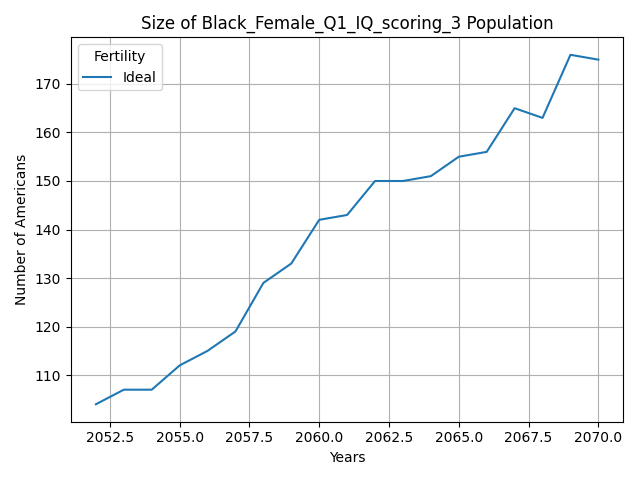 Size of Black_Female_Q1_IQ_scoring_3 Population
Fertility
Ideal
Number of Americans
170
160
150
140
130
120
110
2052.5 2055.0 2057.5 2060.0 2062.5 2065.0 2067.5 2070.0
Years